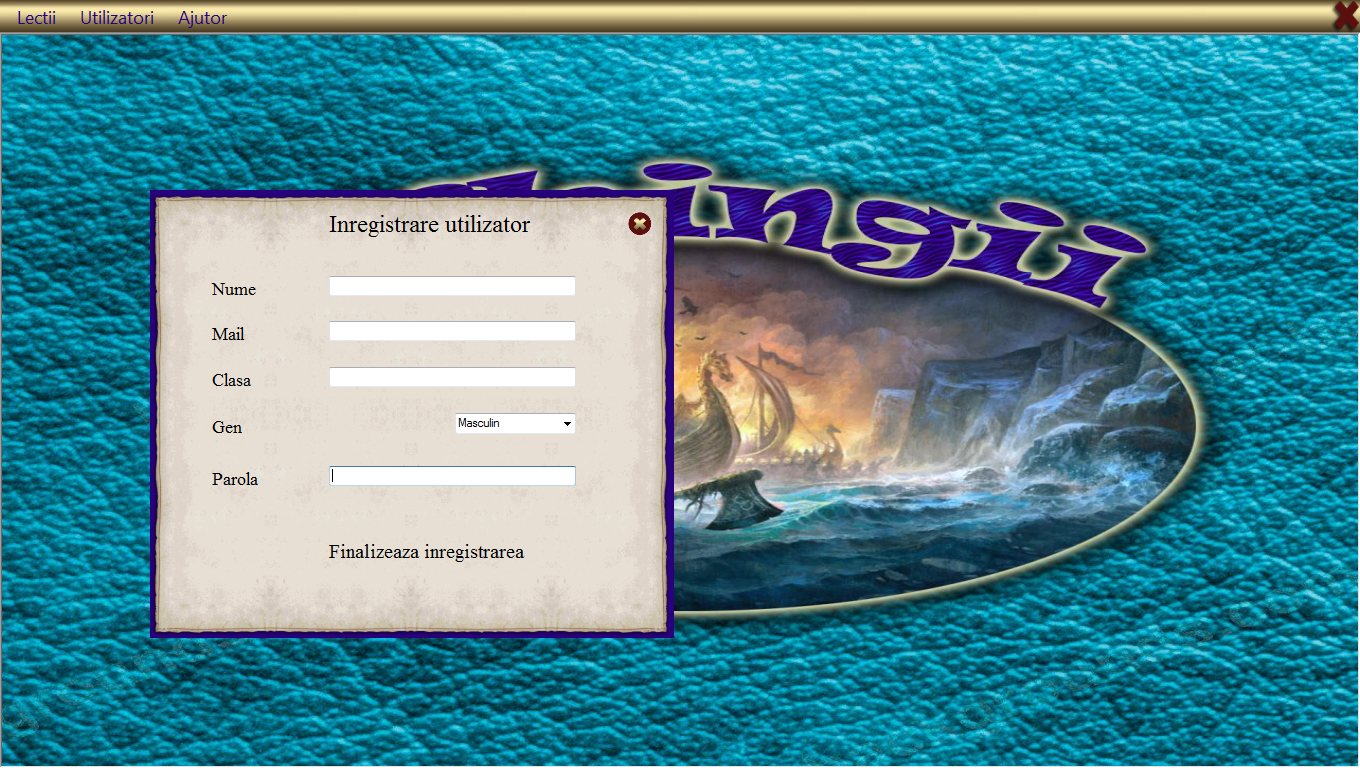 Lectii Utilizatori Ajutor
Inregistrare utilizator
Nume
Mail
Clasa
Gen Masculin
Parola
Finalizeaza inregistrarea